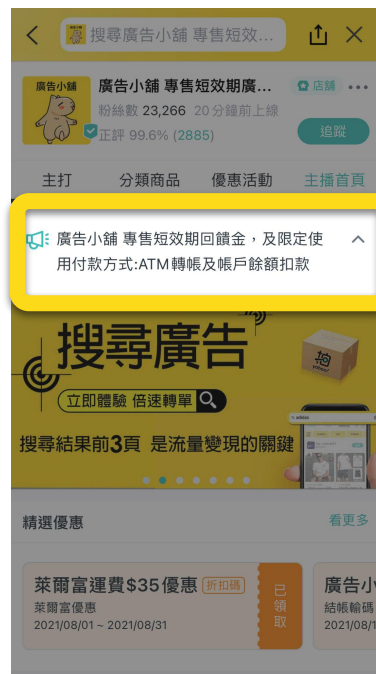 搜尋廣告小舖 專售短效...
廣告小舖
廣告小舖 專售短效期廣...
店舖
粉絲數 23,266 20分鐘前上線
正評 99.6% (2885)
追蹤
主打 分類商品 優惠活動 主播首頁
廣告小舖 專售短效期回饋金，及限定使
用付款方式:ATM轉帳及帳戶餘額扣款
搜尋廣告
立即體驗 倍速轉單
搜尋結果前3頁 是流量變現的關鍵
拍
精選優惠
看更多
萊爾富運費$35優惠
折扣碼
萊爾富優惠
2021/08/01 ~ 2021/08/31
已領取
廣告小
結帳輸碼
2021/08/1